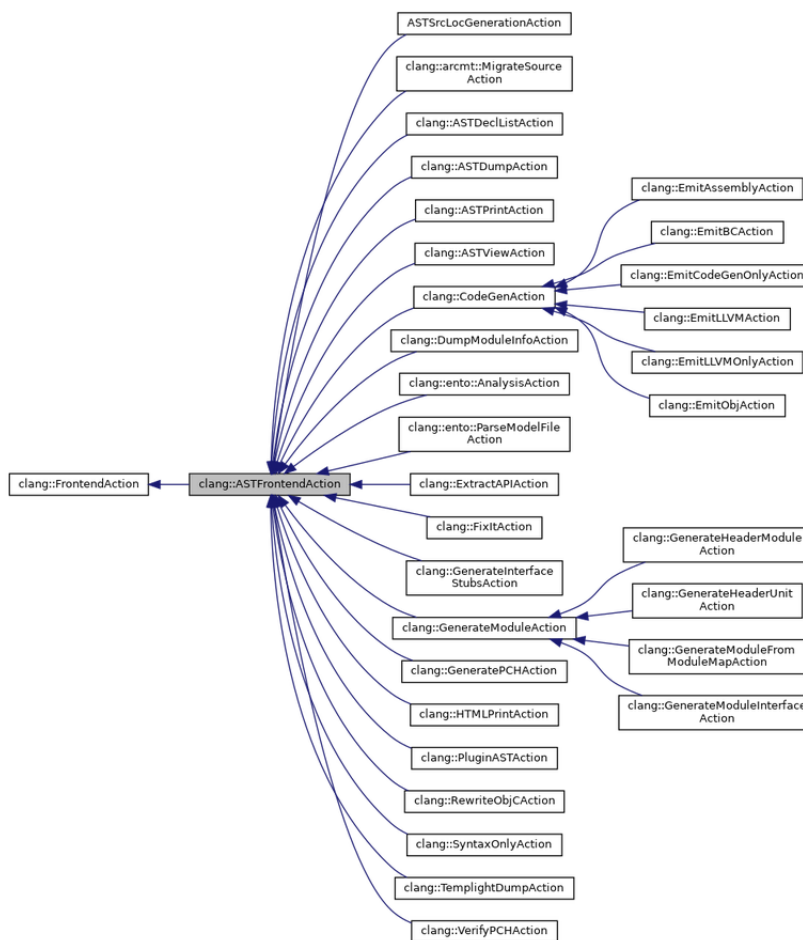 ASTSrcLocGenerationAction
clang::arcmt::MigrateSource
Action
clang::ASTDeclListAction
clang::ASTDumpAction
clang::EmitAssemblyAction
clang::ASTPrintAction
clang::EmitBCAction
clang::ASTViewAction
clang::EmitCodeGenOnlyAction
clang::CodeGenAction
clang::EmitLLVMAction
clang::DumpModuleInfoAction
clang::EmitLLVMOnlyAction
clang::ento::AnalysisAction
clang::EmitObjAction
clang::ento::ParseModelFile
Action
clang::FrontendAction
clang::ASTFrontendAction
clang::ExtractAPIAction
clang::FixItAction
clang::GenerateHeaderModule
Action
clang::GenerateInterface
StubsAction
clang::GenerateHeaderUnit
Action
clang::GenerateModuleAction
clang::GenerateModuleFrom
ModuleMapAction
clang::GeneratePCHAction
clang::GenerateModuleInterface
Action
clang::HTMLPrintAction
clang::PluginASTAction
clang::RewriteObjCAction
clang::SyntaxOnlyAction
clang::TemplightDumpAction
clang::VerifyPCHAction